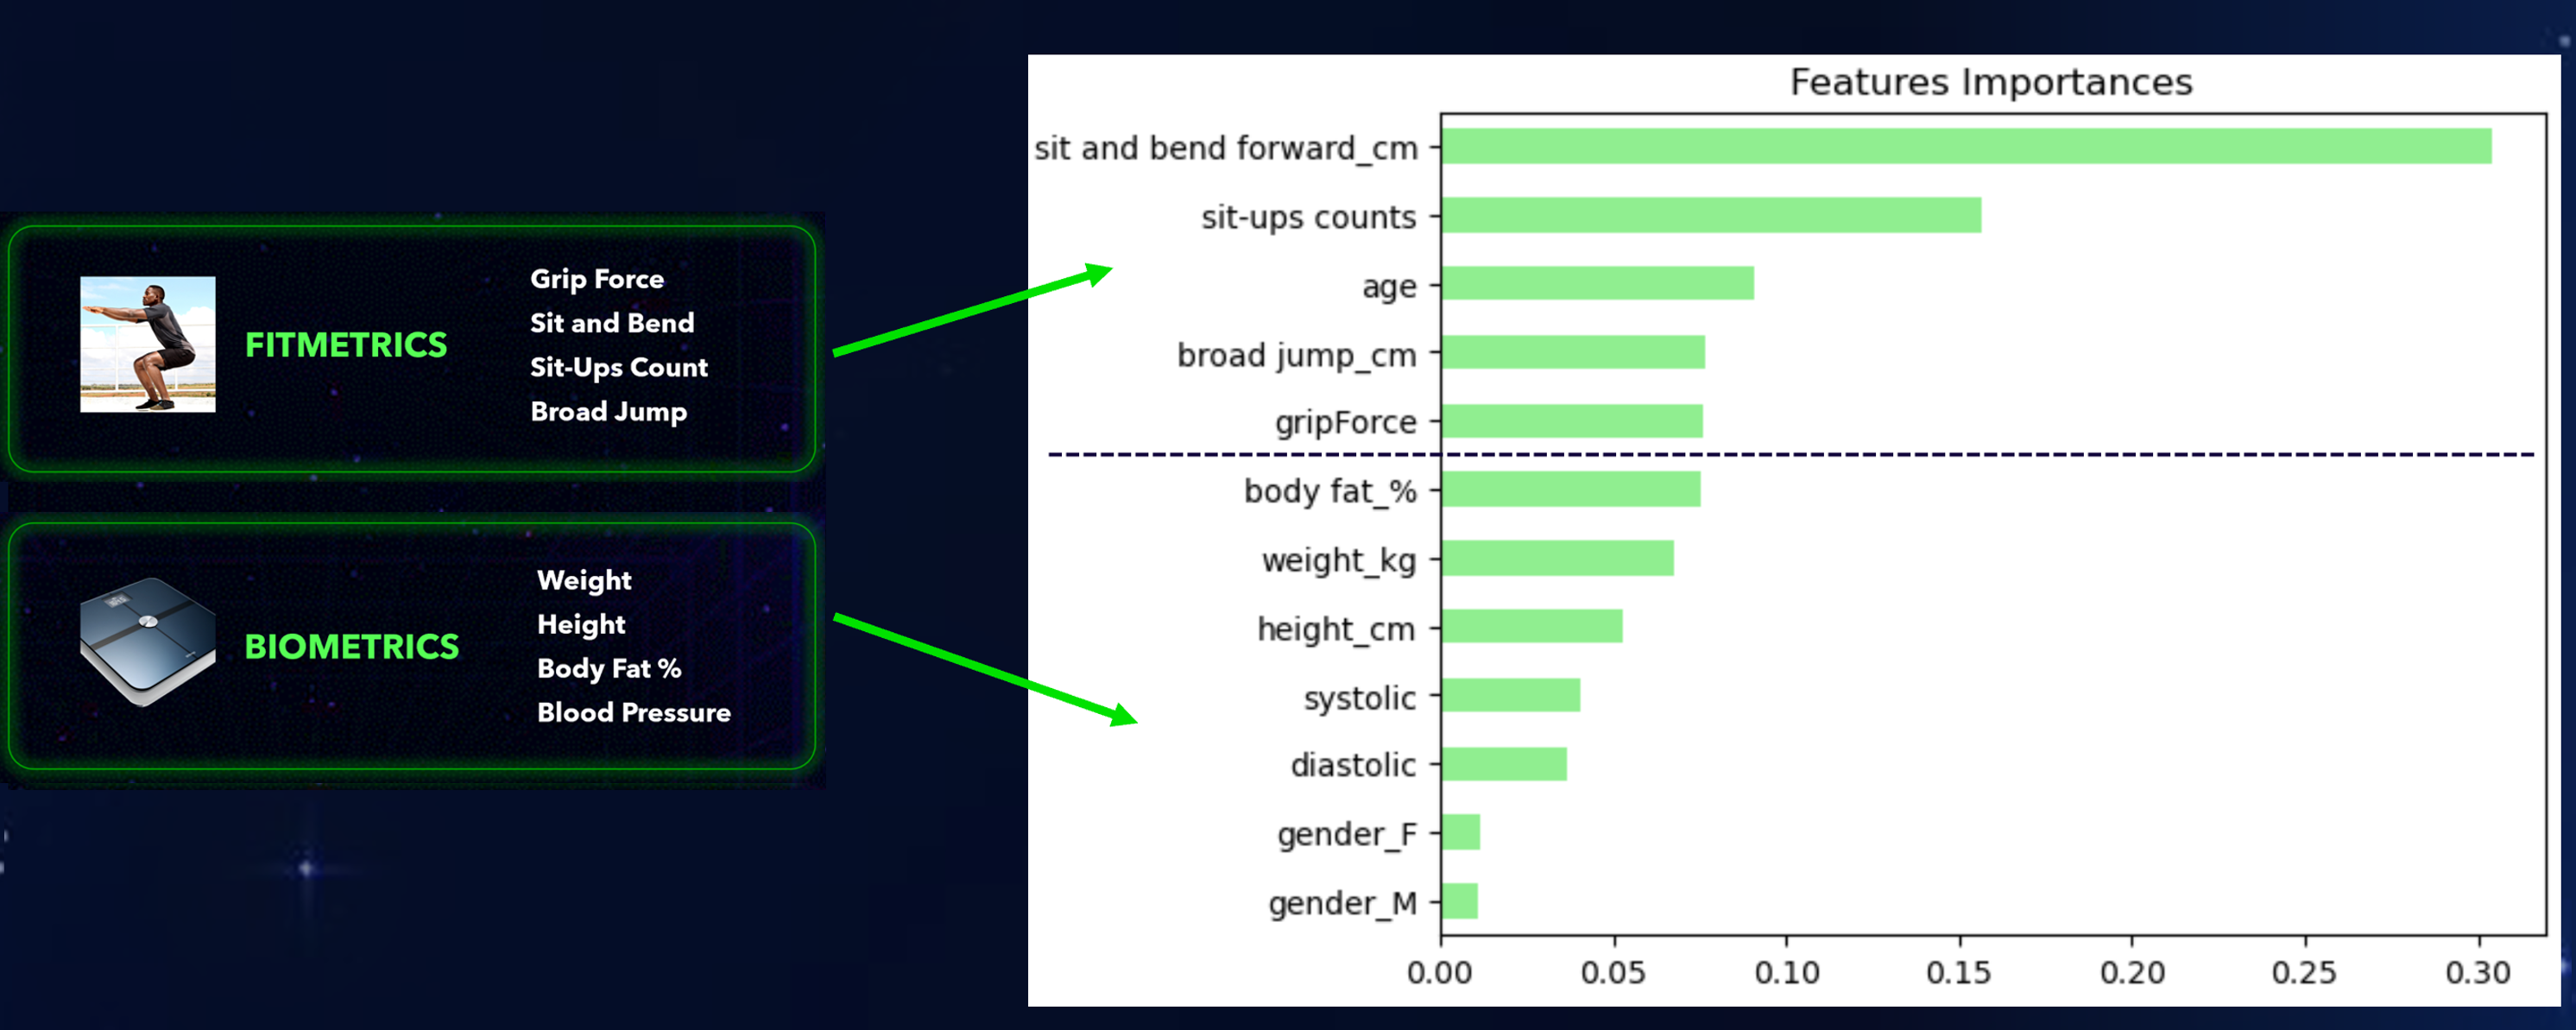 FITMETRICS
Grip Force
Sit and Bend
Sit-Ups Count
Broad Jump
BIOMETRICS
Weight
Height
Body Fat %
Blood Pressure
Features Importances
sit and bend forward_cm
sit-ups counts
age
broad jump_cm
gripForce
body fat_%
weight_kg
height_cm
systolic
diastolic
gender_F
gender_M
0.00 0.05 0.10 0.15 0.20 0.25 0.30